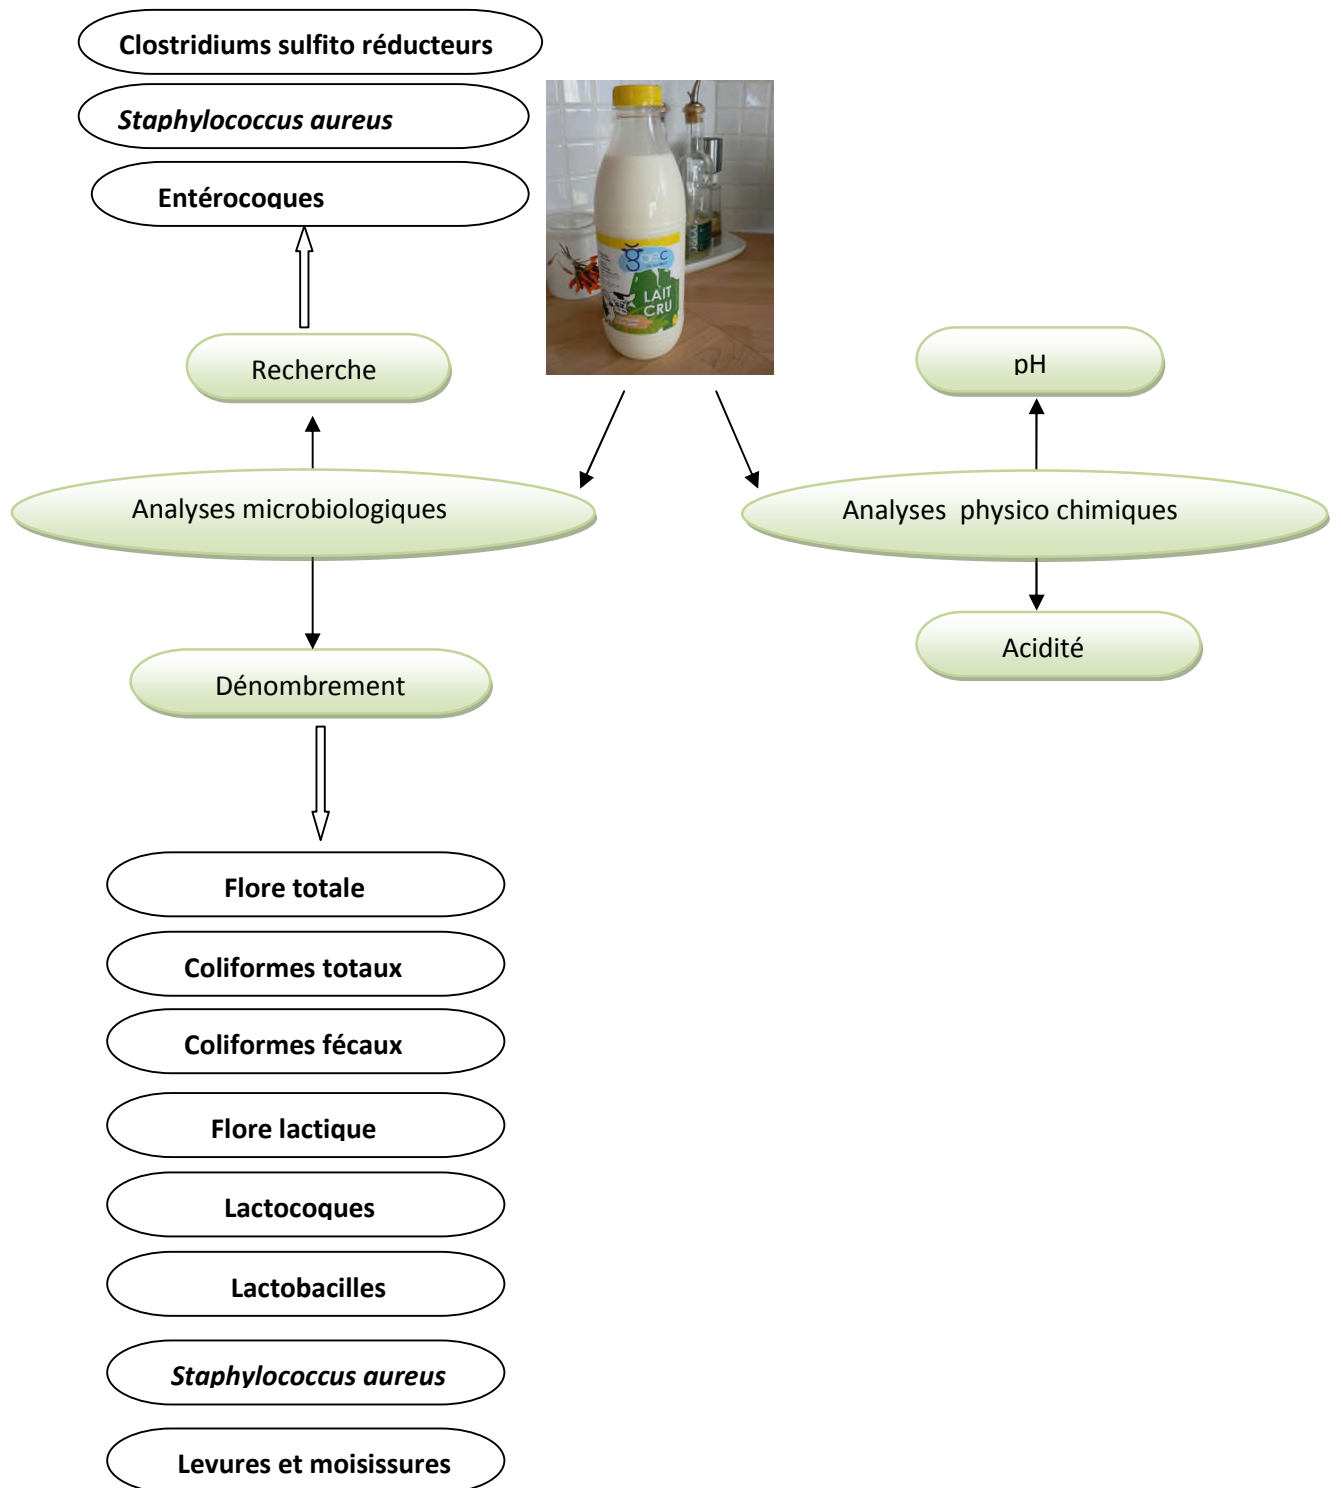 Clostridiums sulfito réducteurs
Staphylococcus aureus
Entérocoques
LAIT
CRU
Recherche
pH
Analyses microbiologiques
Analyses physico chimiques
Acidité
Dénombrement
Flore totale
Coliformes totaux
Coliformes fécaux
Flore lactique
Lactocoques
Lactobacilles
Staphylococcus aureus
Levures et moisissures